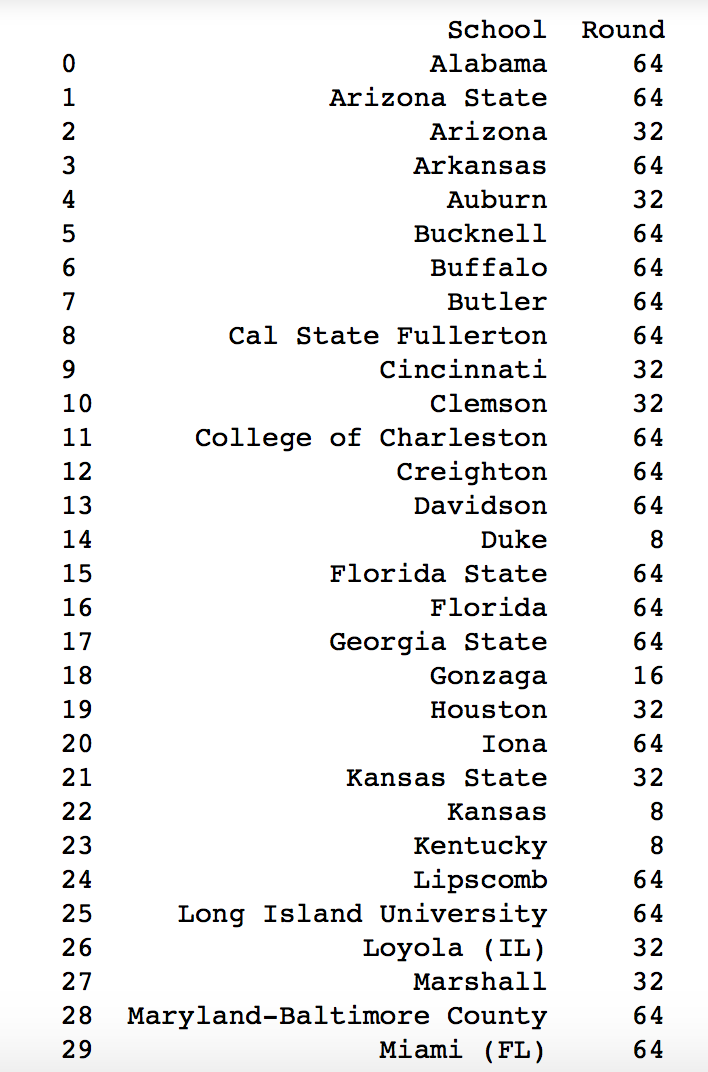 School Round
0 Alabama 64
1 Arizona State 64
2 Arizona 32
3 Arkansas 64
4 Auburn 32
5 Bucknell 64
6 Buffalo 64
7 Butler 64
8 Cal State Fullerton 64
9 Cincinnati 32
10 Clemson 32
11 College of Charleston 64
12 Creighton 64
13 Davidson 64
14 Duke 8
15 Florida State 64
16 Florida 64
17 Georgia State 64
18 Gonzaga 16
19 Houston 32
20 Iona 64
21 Kansas State 32
22 Kansas 8
23 Kentucky 8
24 Lipscomb 64
25 Long Island University 64
26 Loyola (IL) 32
27 Marshall 32
28 Maryland-Baltimore County 64
29 Miami (FL) 64